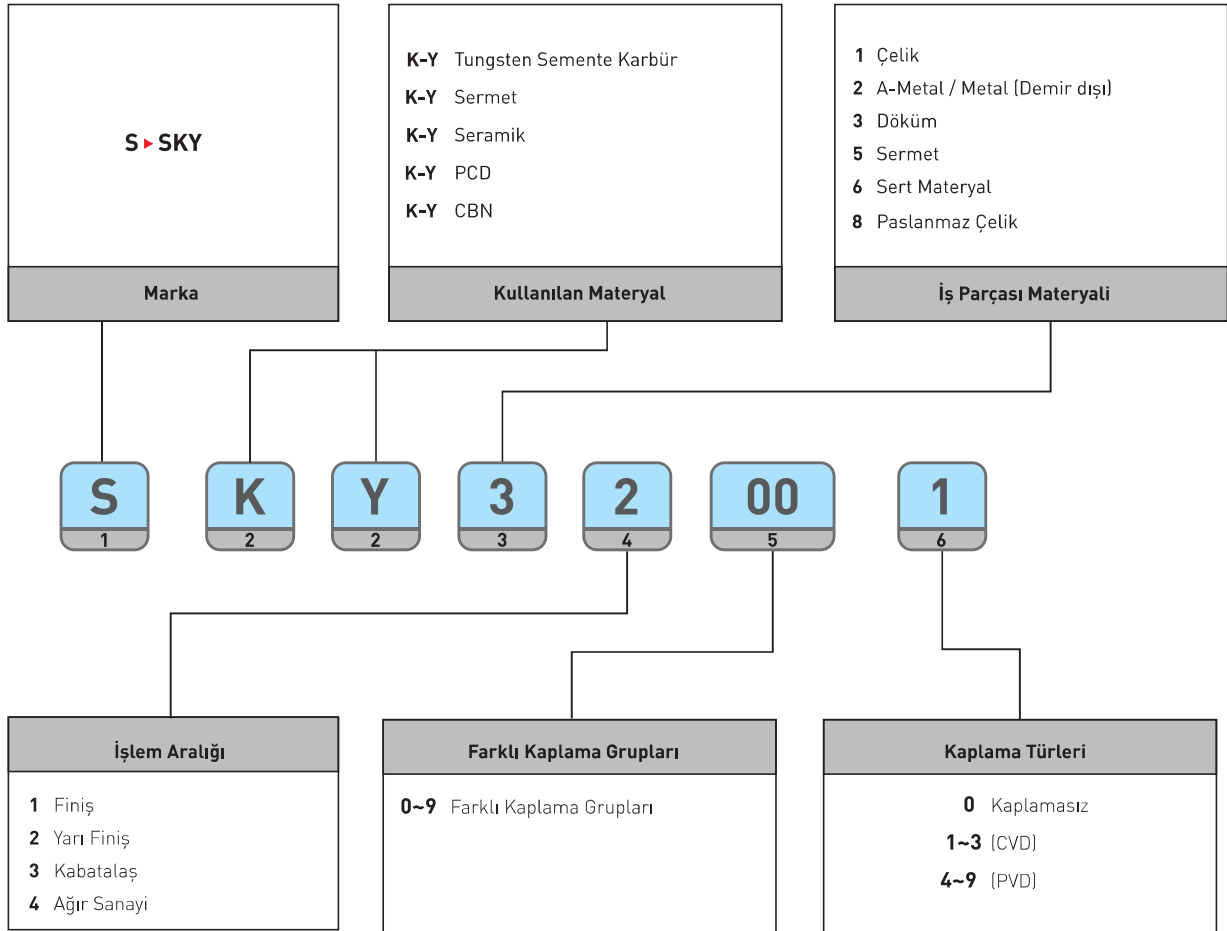 S ▸ SKY
Marka
K-Y Tungsten Semente Karbür
K-Y Sermet
K-Y Seramik
K-Y PCD
K-Y CBN
Kullanılan Materyal
1 Çelik
2 A-Metal / Metal (Demir dışı)
3 Döküm
5 Sermet
6 Sert Materyal
8 Paslanmaz Çelik
İş Parçası Materyali
S K Y 3 2 00 1
1 2 2 3 4 5 6
İşlem Aralığı
1 Finiş
2 Yarı Finiş
3 Kabatalaş
4 Ağır Sanayi
Farklı Kaplama Grupları
0~9 Farklı Kaplama Grupları
Kaplama Türleri
0 Kaplamasız
1~3 (CVD)
4~9 (PVD)